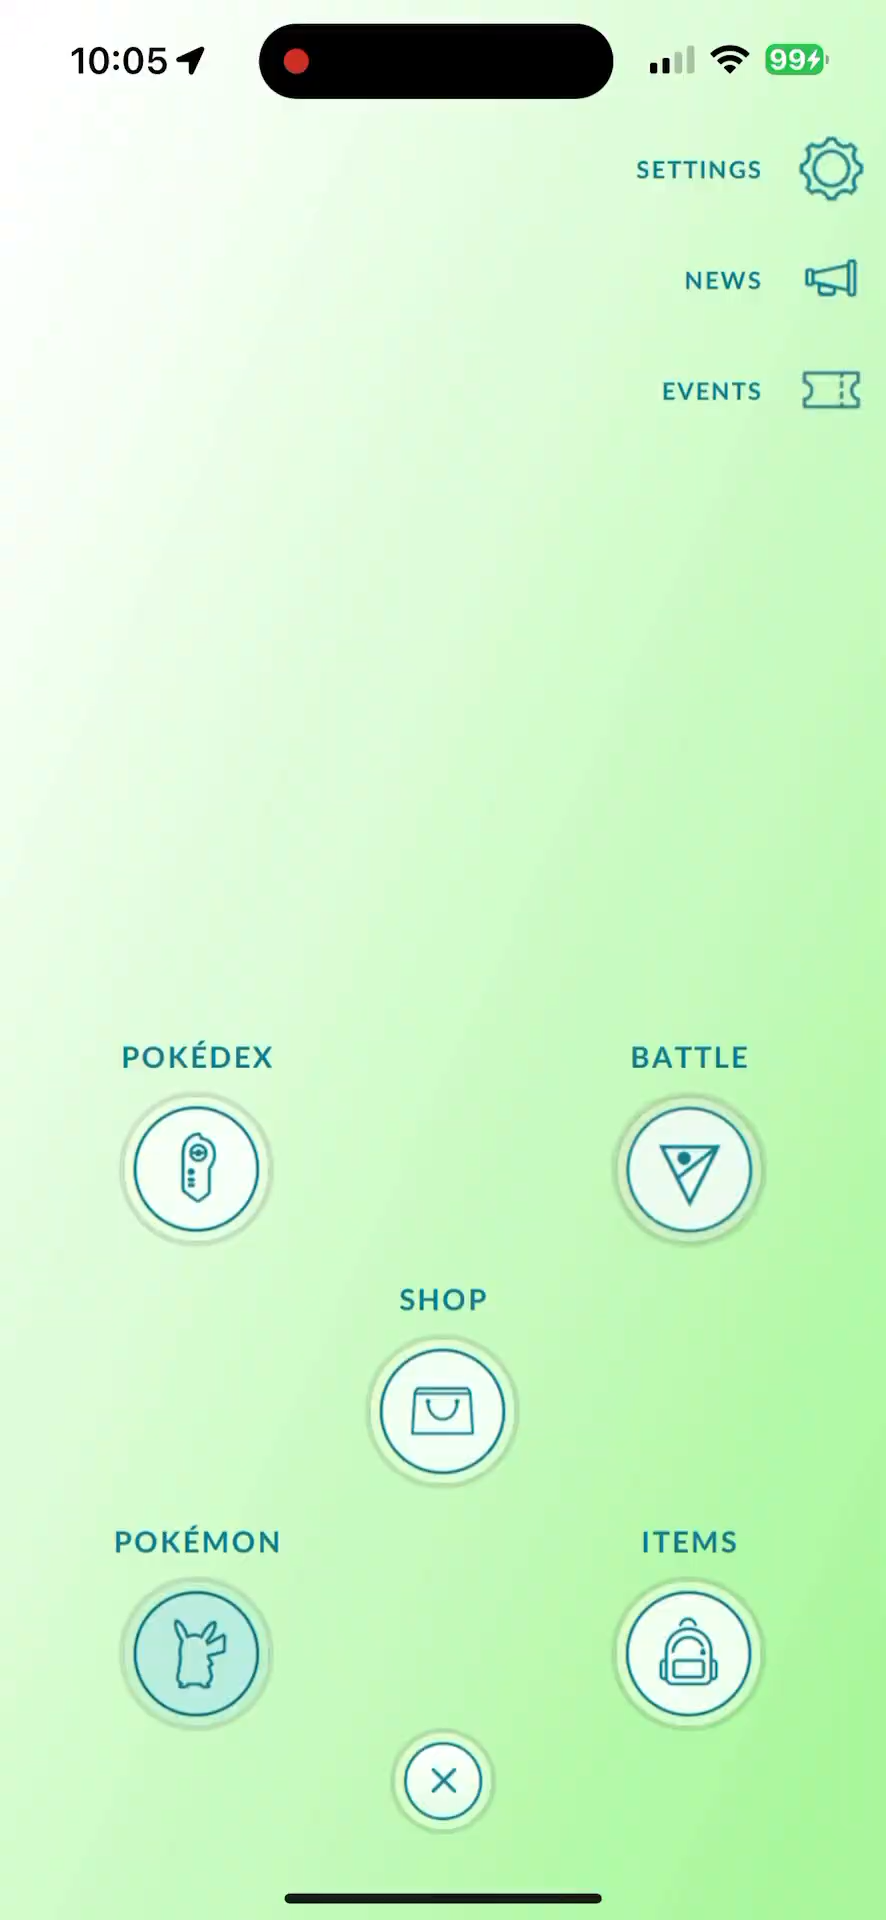 10:05
99
SETTINGS
NEWS
EVENTS
POKÉDEX
BATTLE
SHOP
POKÉMON
ITEMS